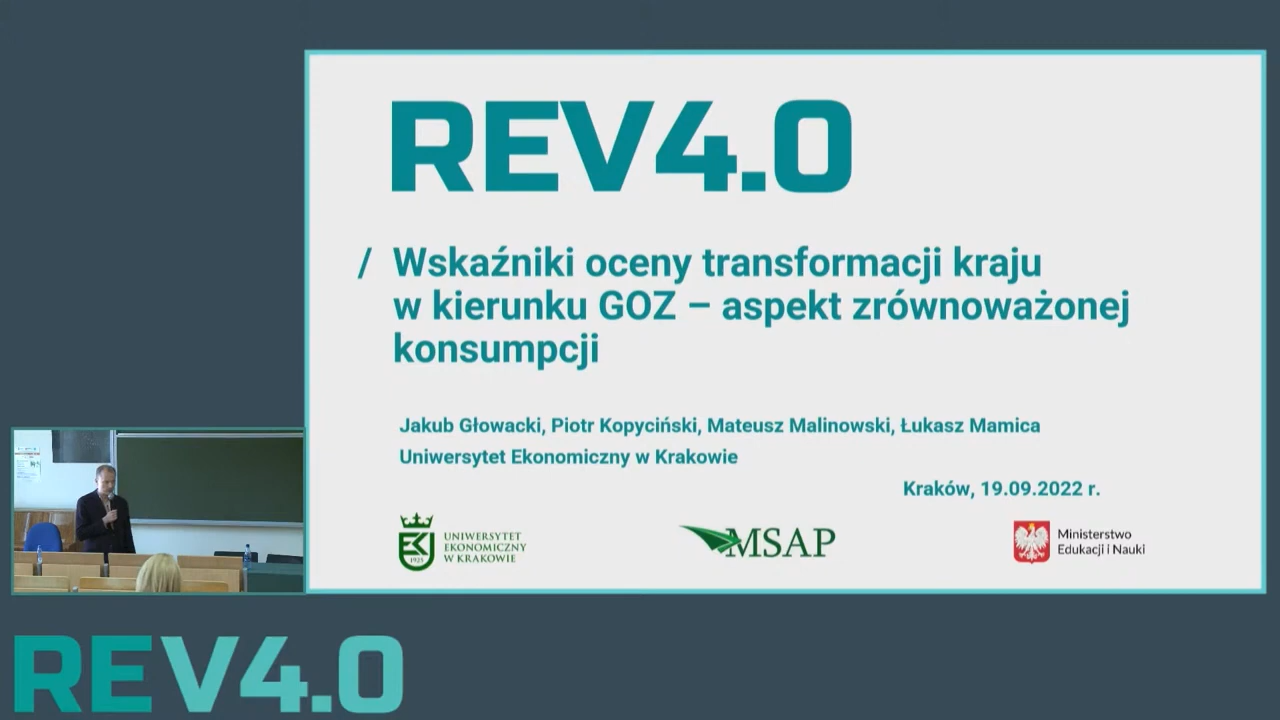 REV4.0
/ Wskaźniki oceny transformacji kraju
w kierunku GOZ – aspekt zrównoważonej
konsumpcji
Jakub Głowacki, Piotr Kopyciński, Mateusz Malinowski, Łukasz Mamica
Uniwersytet Ekonomiczny w Krakowie
Kraków, 19.09.2022 r.
1925
UNIWERSYTET
EKONOMICZNY
W KRAKOWIE
MSAP
Ministerstwo
Edukacji i Nauki
REV4.0